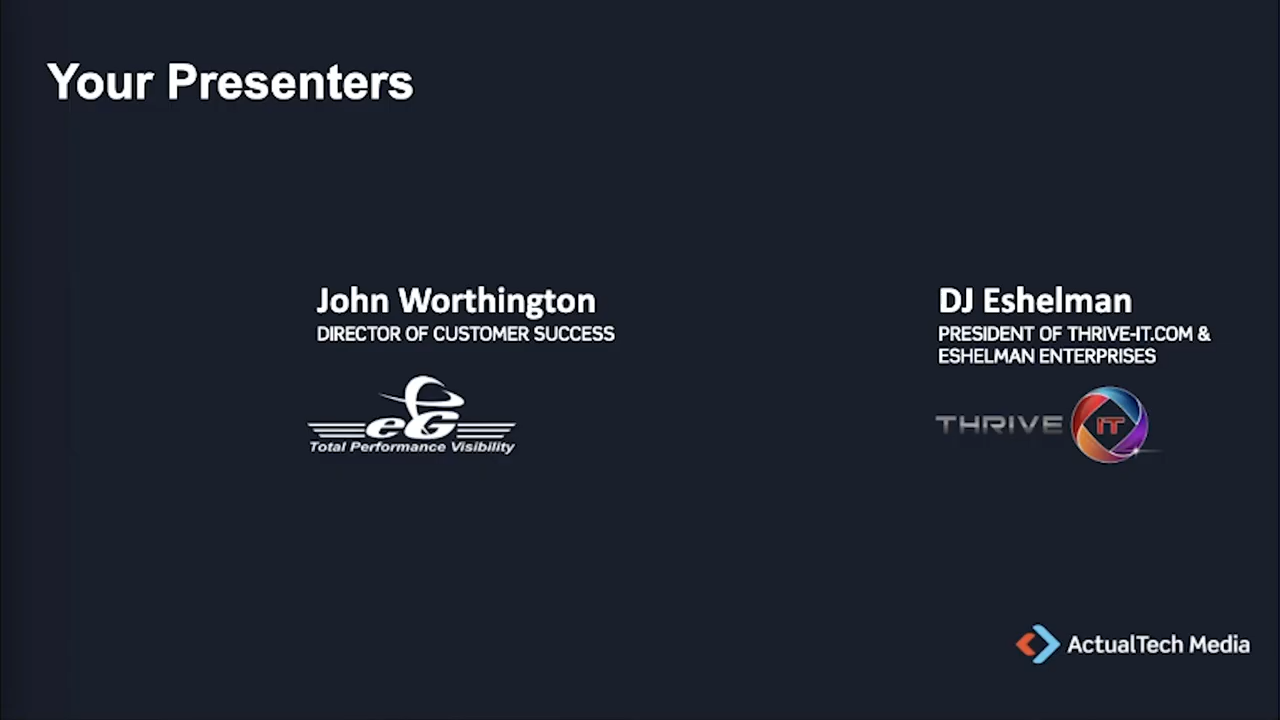 Your Presenters
John Worthington
DIRECTOR OF CUSTOMER SUCCESS
eG
Total Performance Visibility
DJ Eshelman
PRESIDENT OF THRIVE-IT.COM &
ESHELMAN ENTERPRISES
THRIVE IT
ActualTech Media